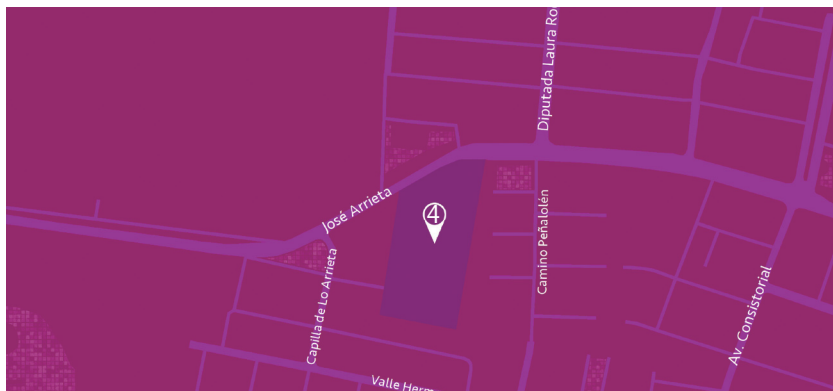 Diputada Laura Ro
José Arrieta
4
Camino Peñalolén
Capilla de Lo Arrieta
Av. Consistorial
Valle Herm